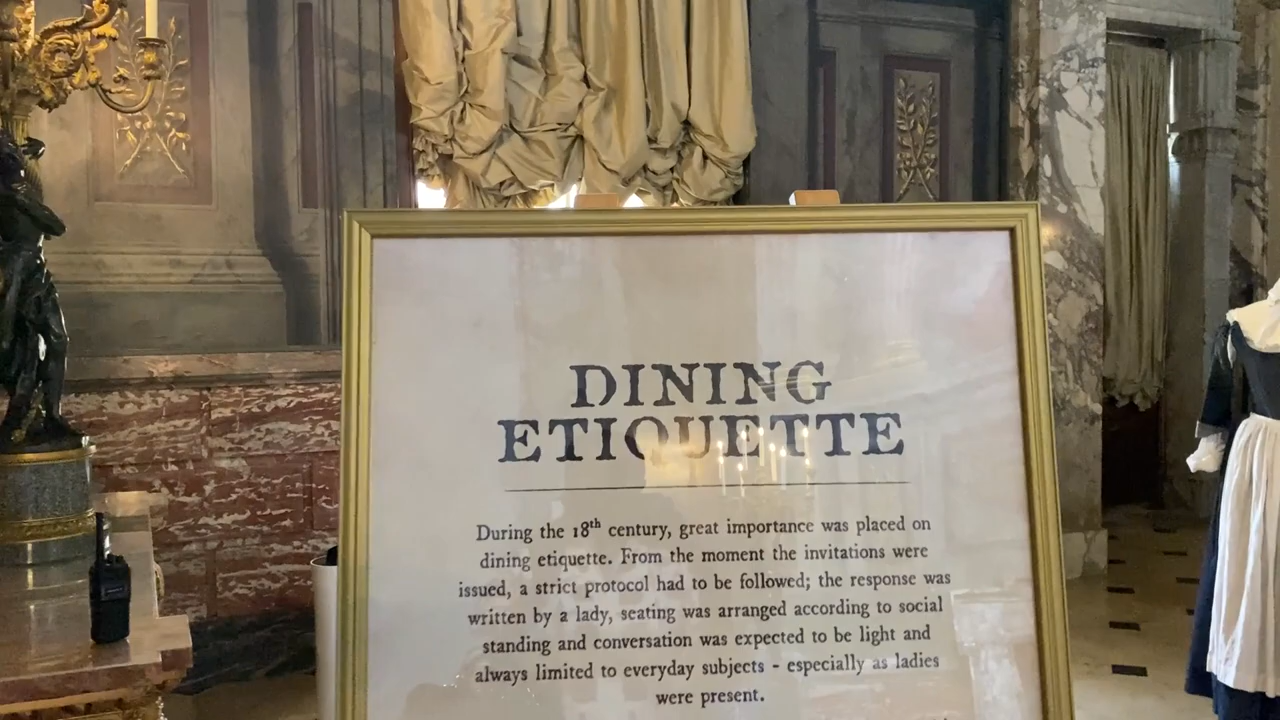 DINING
ETIQUETTE
During the 18th century, great importance was placed on
dining etiquette. From the moment the invitations were
issued, a strict protocol had to be followed; the response was
written by a lady, seating was arranged according to social
standing and conversation was expected to be light and
always limited to everyday subjects - especially as ladies
were present.